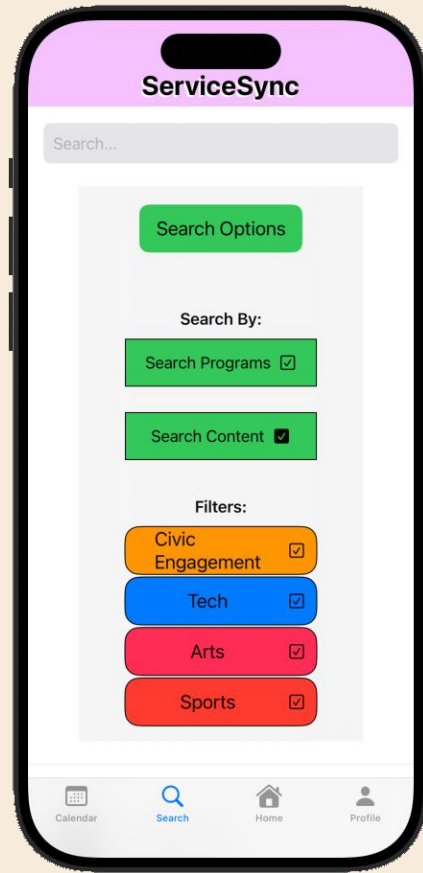 ServiceSync
Search...
Search Options
Search By:
Search Programs
Search Content
Filters:
Civic
Engagement
Tech
Arts
Sports
Calendar
Search
Home
Profile